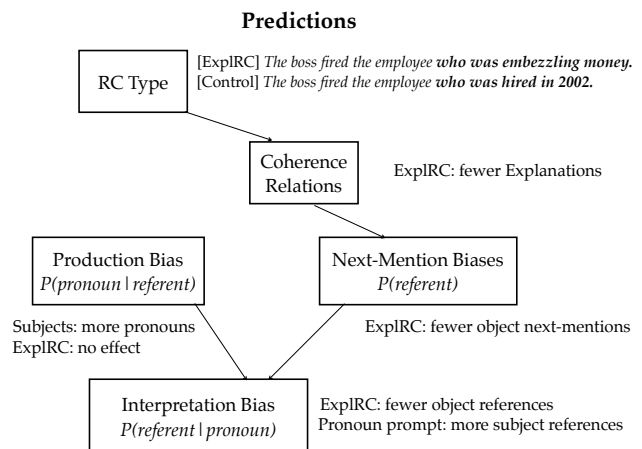 Predictions
[ExplRC] The boss fired the employee who was embezzling money.
[Control] The boss fired the employee who was hired in 2002.
RC Type
Coherence
Relations
ExplRC: fewer Explanations
Production Bias
P(pronoun | referent)
Next-Mention Biases
P(referent)
Subjects: more pronouns
ExplRC: no effect
ExplRC: fewer object next-mentions
Interpretation Bias
P(referent | pronoun)
ExplRC: fewer object references
Pronoun prompt: more subject references